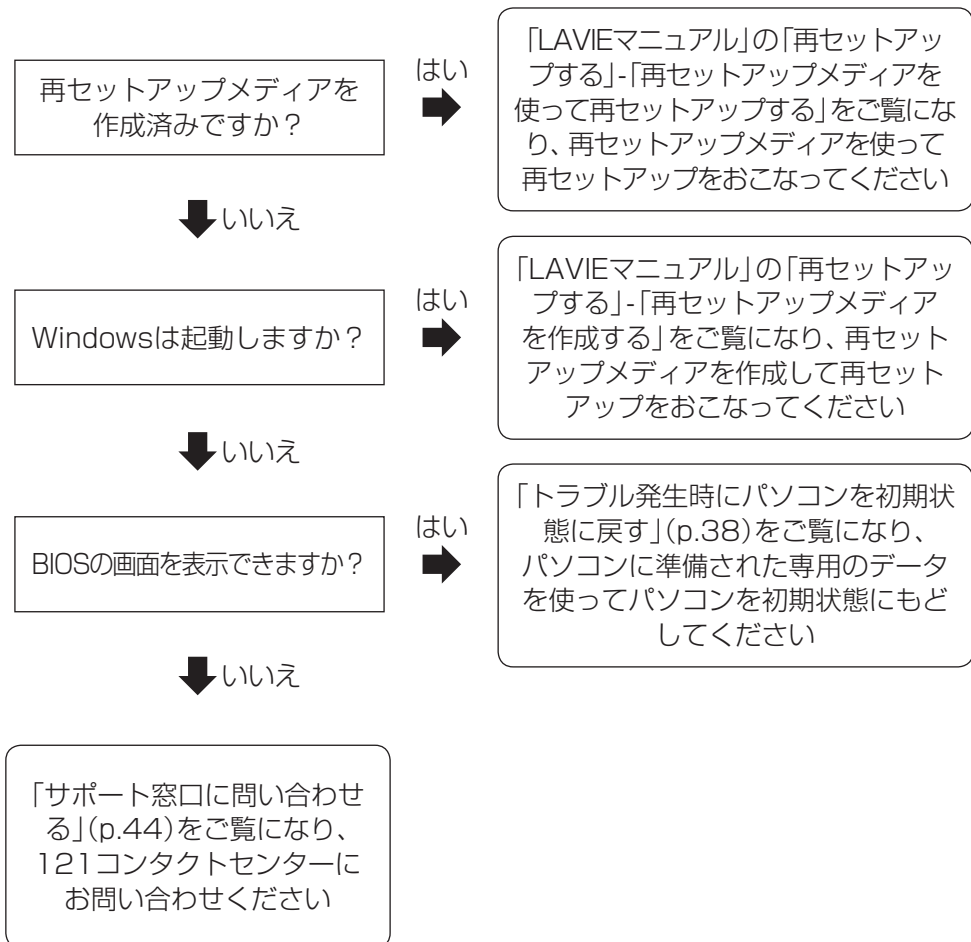 再セットアップメディアを
作成済みですか？
はい
「LAVIEマニュアル」の「再セットアッ
プする」-「再セットアップメディアを
使って再セットアップする」をご覧にな
り、再セットアップメディアを使って
再セットアップをおこなってください
いいえ
Windowsは起動しますか？
はい
「LAVIEマニュアル」の「再セットアッ
プする」-「再セットアップメディア
を作成する」をご覧になり、再セット
アップメディアを作成して再セット
アップをおこなってください
いいえ
BIOSの画面を表示できますか？
はい
「トラブル発生時にパソコンを初期状
態に戻す」(p.38)をご覧になり、
パソコンに準備された専用のデータ
を使ってパソコンを初期状態にもど
してください
いいえ
「サポート窓口に問い合わせ
る」(p.44)をご覧になり、
121コンタクトセンターに
お問い合わせください